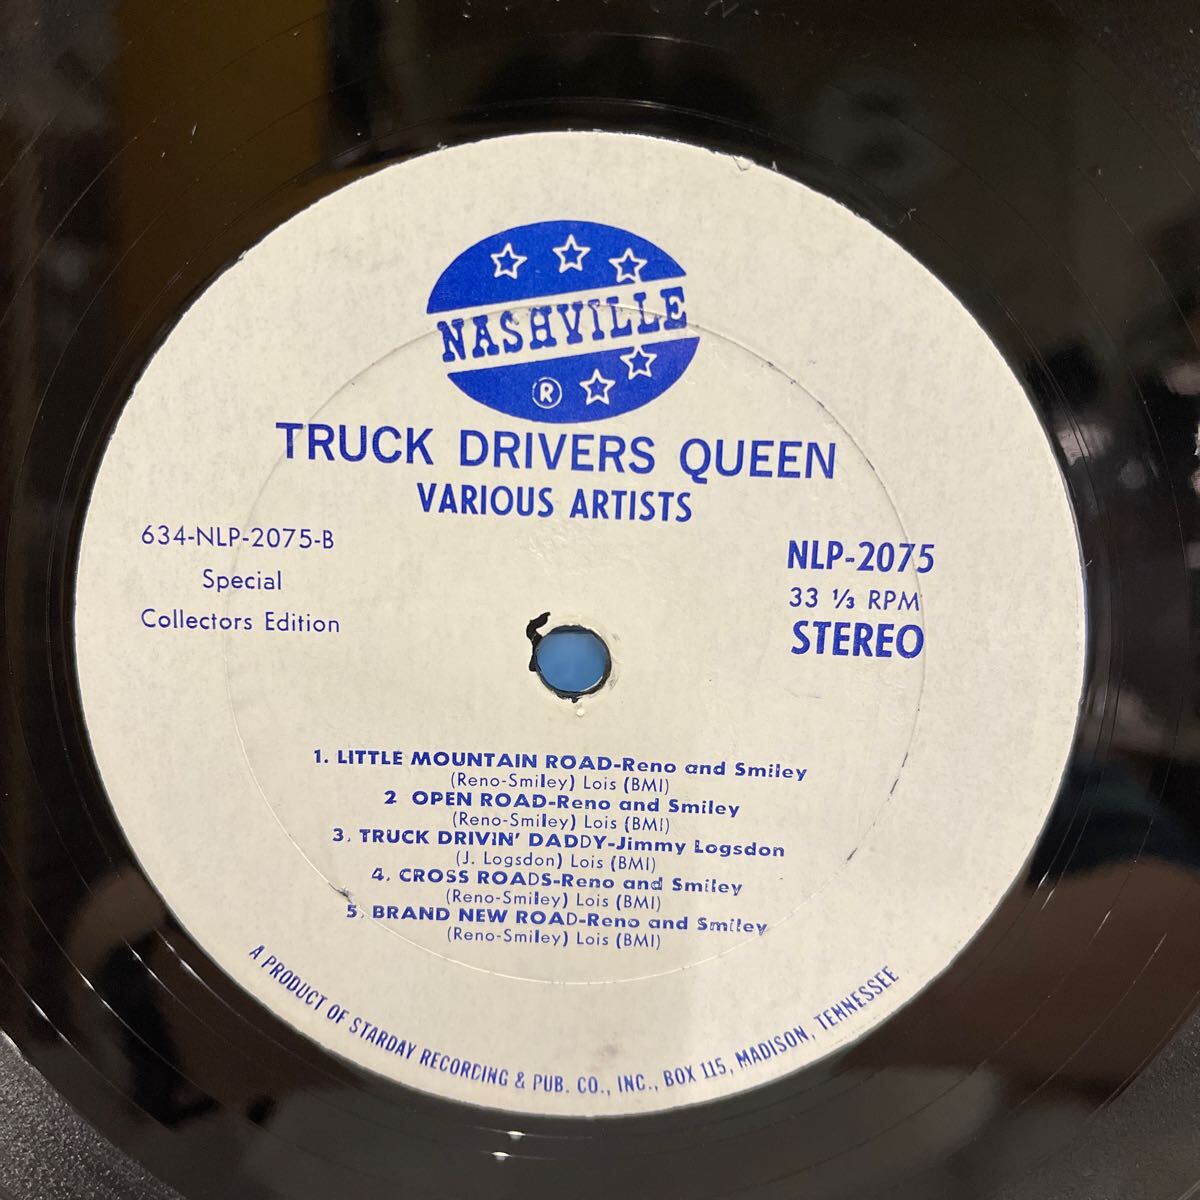 NASHVILLE
®
TRUCK DRIVERS QUEEN
VARIOUS ARTISTS
634-NLP-2075-B
Special
Collectors Edition
NLP-2075
33 ⅓ RPM
STEREO
1. LITTLE MOUNTAIN ROAD-Reno and Smiley
(Reno-Smiley) Lois (BMI)
2 OPEN ROAD-Reno and Smiley
(Reno-Smiley) Lois (BMI)
3. TRUCK DRIVIN' DADDY-Jimmy Logsdon
(J. Logsdon) Lois (BMI)
4. CROSS ROADS-Reno and Smiley
(Reno-Smiley) Lois (BMI)
5. BRAND NEW ROAD-Reno and Smiley
(Reno-Smiley) Lois (BMI)
A PRODUCT OF STARDAY RECORDING & PUB. CO., INC., BOX 115, MADISON, TENNESSEE